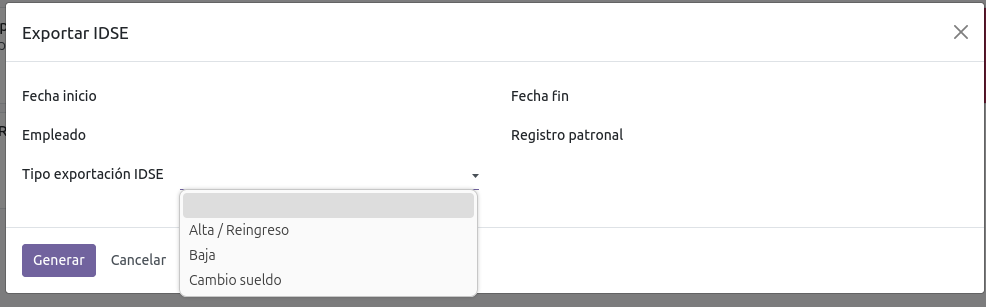 Exportar IDSE
Fecha inicio
Fecha fin
Empleado
Registro patronal
Tipo exportación IDSE
Alta / Reingreso
Baja
Cambio sueldo
Generar
Cancelar